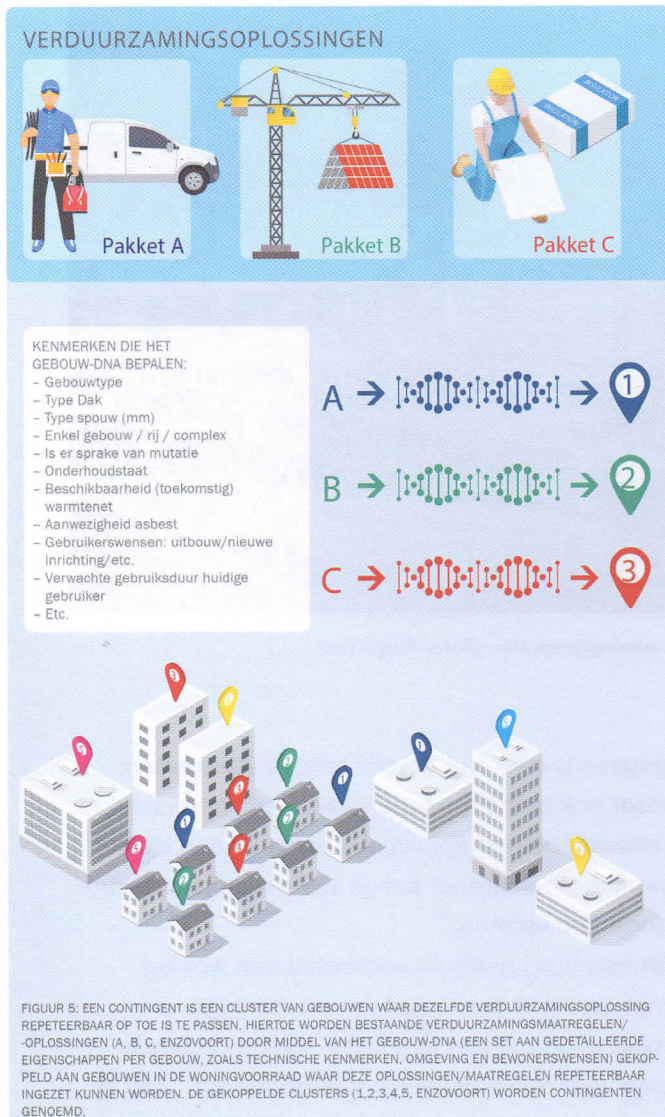 VERDUURZAMINGSOPLOSSINGEN
INSULATION
INSULATION
Pakket A
Pakket B
Pakket C
KENMERKEN DIE HET
GEBOUW-DNA BEPALEN:
– Gebouwtype
– Type Dak
– Type spouw (mm)
– Enkel gebouw / rij / complex
– Is er sprake van mutatie
– Onderhoudstaat
– Beschikbaarheid (toekomstig)
warmtenet
– Aanwezigheid asbest
– Gebruikerswensen: uitbouw/nieuwe
inrichting/etc.
– Verwachte gebruiksduur huidige
gebruiker
– Etc.
A → → 1
B → → 2
C → → 3
FIGUUR 5: EEN CONTINGENT IS EEN CLUSTER VAN GEBOUWEN WAAR DEZELFDE VERDUURZAMINGSOPLOSSING
REPETEERBAAR OP TOE IS TE PASSEN. HIERTOE WORDEN BESTAANDE VERDUURZAMINGSMAATREGELEN/
-OPLOSSINGEN (A, B, C, ENZOVOORT) DOOR MIDDEL VAN HET GEBOUW-DNA (EEN SET AAN GEDETAILLEERDE
EIGENSCHAPPEN PER GEBOUW, ZOALS TECHNISCHE KENMERKEN, OMGEVING EN BEWONERSWENSEN) GEKOP-
PELD AAN GEBOUWEN IN DE WONINGVOORRAAD WAAR DEZE OPLOSSINGEN/MAATREGELEN REPETEERBAAR
INGEZET KUNNEN WORDEN. DE GEKOPPELDE CLUSTERS (1,2,3,4,5, ENZOVOORT) WORDEN CONTINGENTEN
GENOEMD.